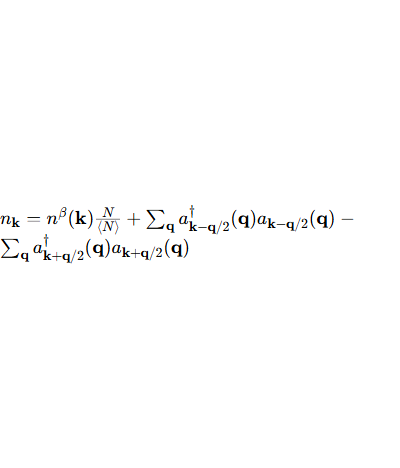 n_𝐤 = n^β(𝐤) N/⟨N⟩ + ∑_𝐪 a†_{𝐤−𝐪/2}(𝐪) a_{𝐤−𝐪/2}(𝐪) −
∑_𝐪 a†_{𝐤+𝐪/2}(𝐪) a_{𝐤+𝐪/2}(𝐪)